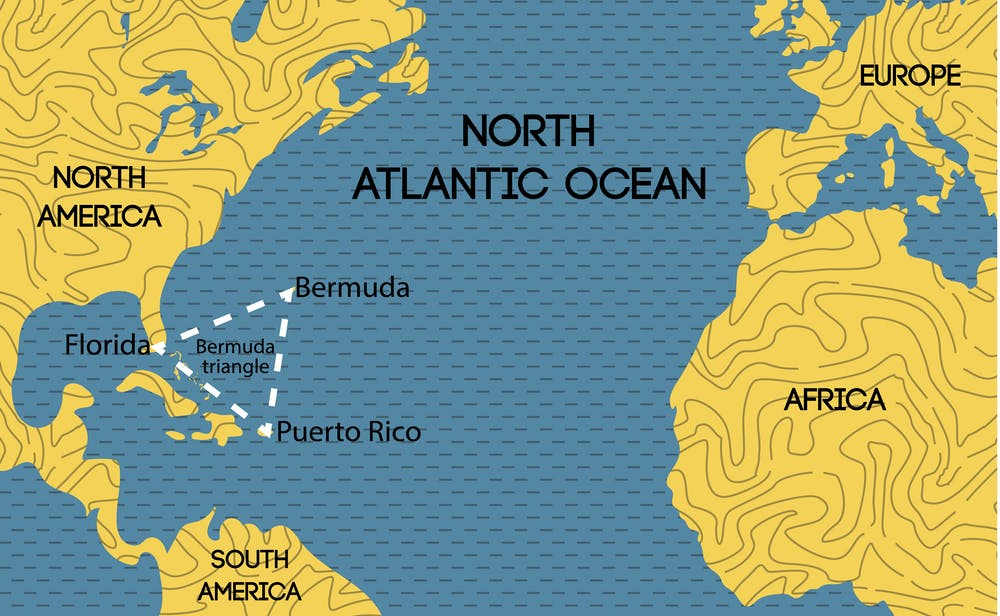 EUROPE
NORTH
ATLANTIC OCEAN
NORTH
AMERICA
Bermuda
Florida
Bermuda
triangle
AFRICA
Puerto Rico
SOUTH
AMERICA